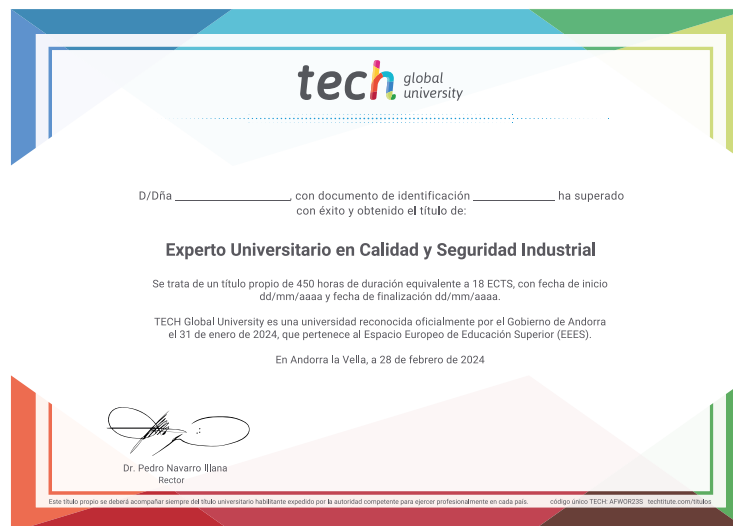 tech global university
D/Dña ______________, con documento de identificación __________ ha superado
con éxito y obtenido el título de:
Experto Universitario en Calidad y Seguridad Industrial
Se trata de un título propio de 450 horas de duración equivalente a 18 ECTS, con fecha de inicio
dd/mm/aaaa y fecha de finalización dd/mm/aaaa.
TECH Global University es una universidad reconocida oficialmente por el Gobierno de Andorra
el 31 de enero de 2024, que pertenece al Espacio Europeo de Educación Superior (EEES).
En Andorra la Vella, a 28 de febrero de 2024
Dr. Pedro Navarro Illana
Rector
Este título propio se deberá acompañar siempre del título universitario habilitante expedido por la autoridad competente para ejercer profesionalmente en cada país. código único TECH: AFWOR23S techtitute.com/titulos